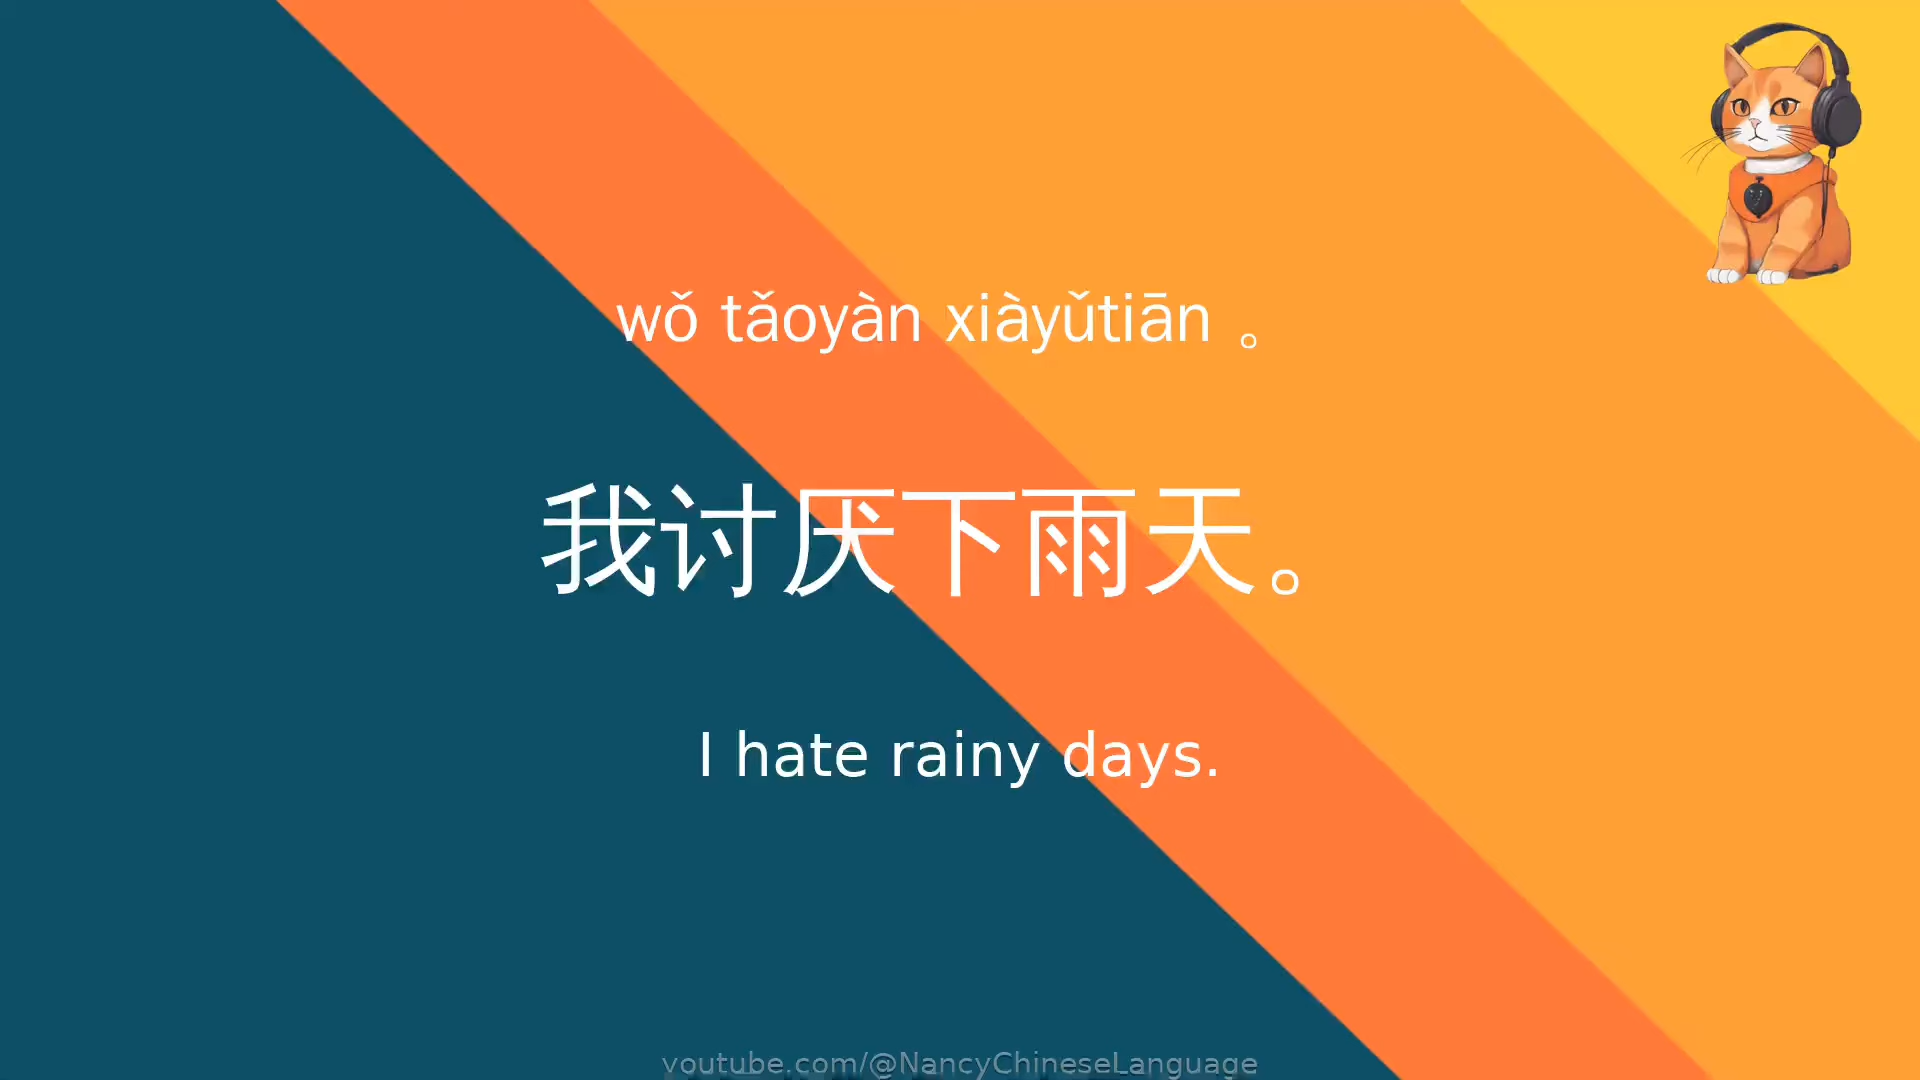 wǒ tǎoyàn xiàyǔtiān 。
我讨厌下雨天。
I hate rainy days.
youtube.com/@NancyChineseLanguage